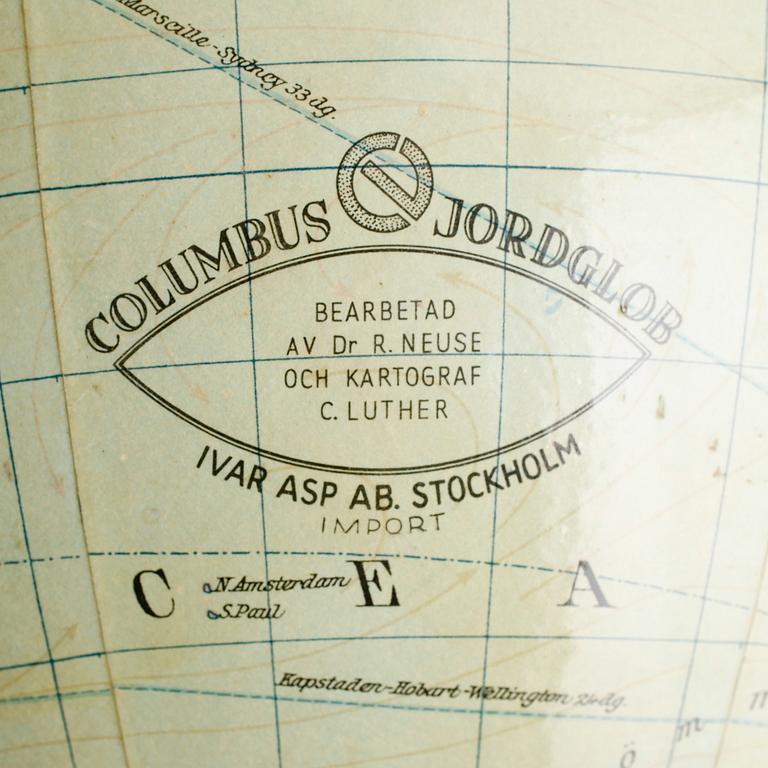 Marseille-Sydney 33 dg.
COLUMBUS JORDGLOB
BEARBETAD
AV Dr R. NEUSE
OCH KARTOGRAF
C. LUTHER
IVAR ASP AB. STOCKHOLM
IMPORT
C E A
N. Amsterdam
S. Paul
Kapstaden-Hobart-Wellington dg.
ö m